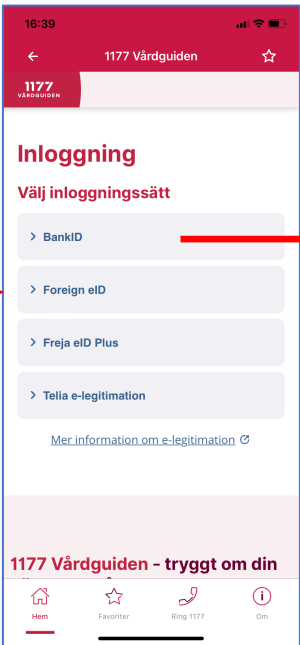 16:39
1177 Vårdguiden
1177
VÅRDGUIDEN
Inloggning
Välj inloggningssätt
BankID
Foreign eID
Freja eID Plus
Telia e-legitimation
Mer information om e-legitimation
1177 Vårdguiden - tryggt om din
Hem
Favoriter
Ring 1177
Om